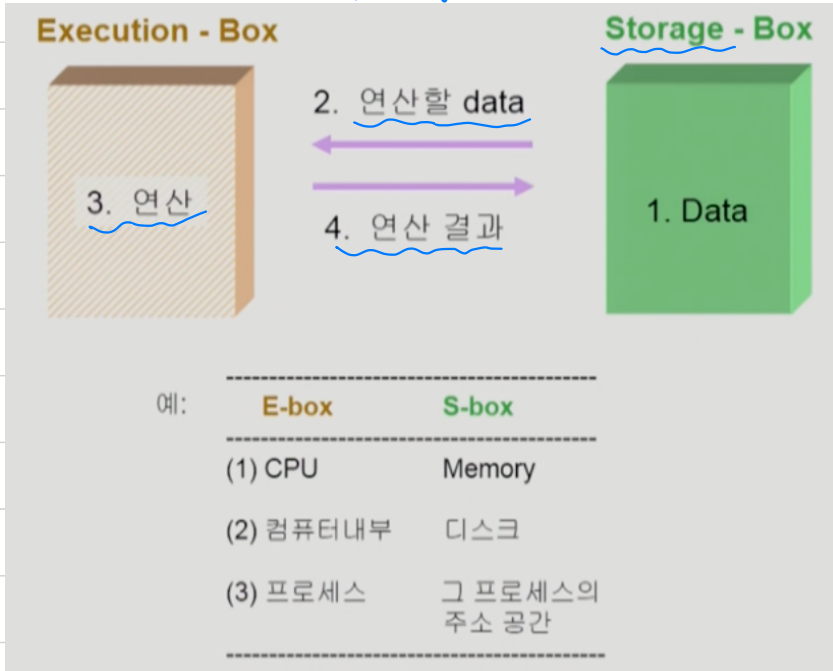 Execution - Box
Storage - Box
2. 연산할 data
3. 연산
1. Data
4. 연산 결과
--------------------------------------------
예: E-box S-box
--------------------------------------------
(1) CPU Memory
(2) 컴퓨터내부 디스크
(3) 프로세스 그 프로세스의
주소 공간
---------------------------------------------